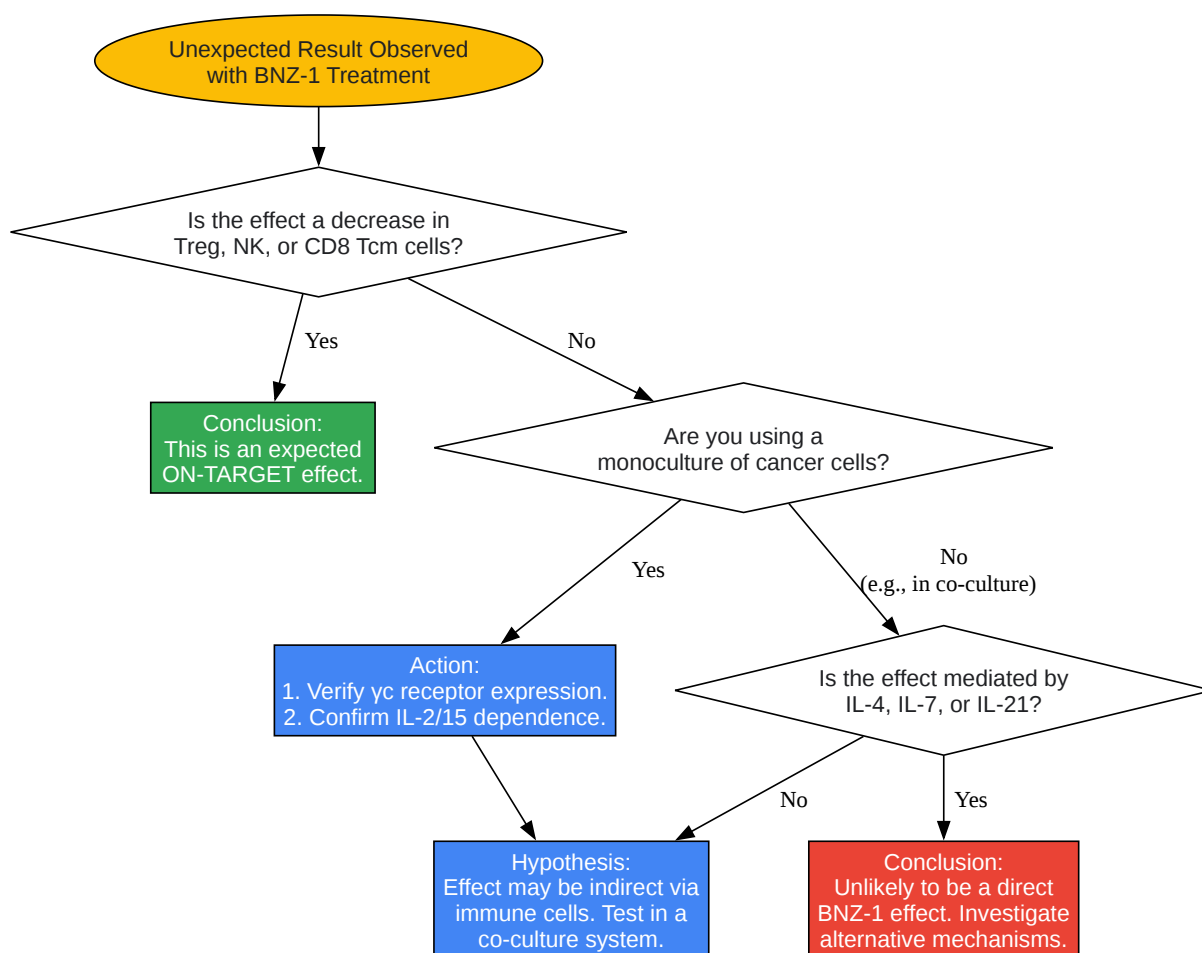 Unexpected Result Observed
with BNZ-1 Treatment
Is the effect a decrease in
Treg, NK, or CD8 Tcm cells?
Yes
No
Conclusion:
This is an expected
ON-TARGET effect.
Are you using a
monoculture of cancer cells?
Yes
No
(e.g., in co-culture)
Action:
1. Verify γc receptor expression.
2. Confirm IL-2/15 dependence.
Is the effect mediated by
IL-4, IL-7, or IL-21?
No
Yes
Hypothesis:
Effect may be indirect via
immune cells. Test in a
co-culture system.
Conclusion:
Unlikely to be a direct
BNZ-1 effect. Investigate
alternative mechanisms.